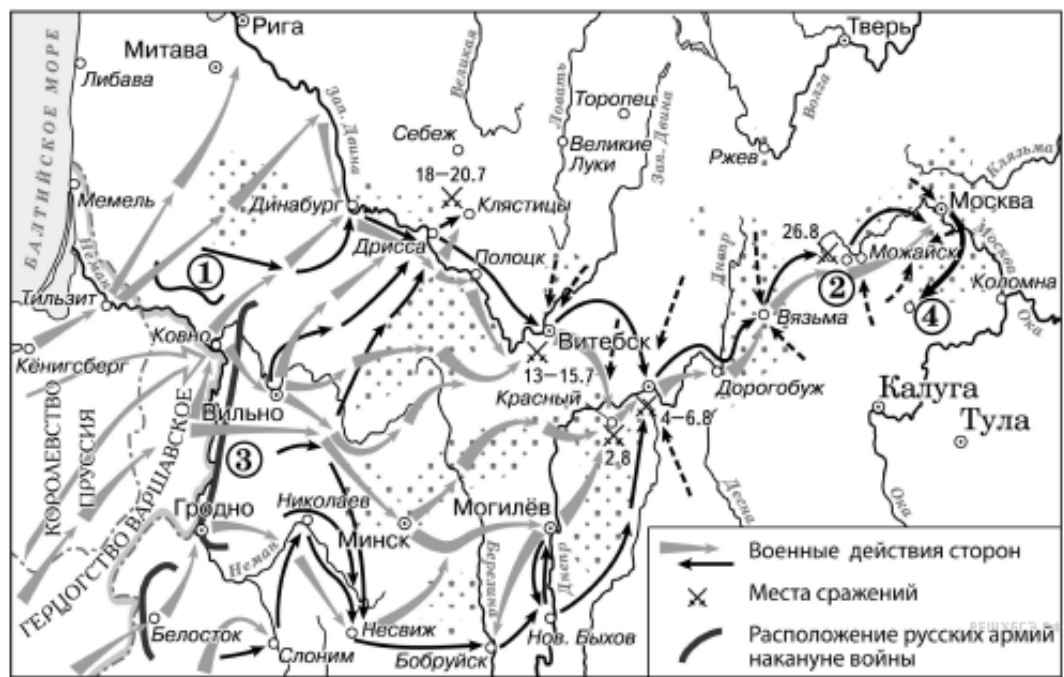 Рига
Тверь
Митава
Либава
БАЛТИЙСКОЕ МОРЕ
Великая
Ловать
Зап. Двина
Торопец
Волга
Зап. Двина
Себеж
Великие
Луки
Ржев
Клязьма
18–20.7
Мемель
Динабург
Клястицы
Москва
26.8
Дрисса
Днепр
Можайск
Москва
Неман
1
Полоцк
2
Коломна
Тильзит
4
Ока
Ковно
Витебск
Вязьма
Кёнигсберг
13–15.7
Дорогобуж
Калуга
Вильно
Красный
4–6.8
Тула
КОРОЛЕВСТВО
ПРУССИЯ
ГЕРЦОГСТВО ВАРШАВСКОЕ
3
2.8
Гродно
Николаев
Могилёв
Десна
Ока
Минск
Неман
Березина
Днепр
Белосток
Несвиж
Нов. Быхов
Слоним
Бобруйск
Военные действия сторон
Места сражений
РЕШУЕГЭ.РФ
Расположение русских армий
накануне войны